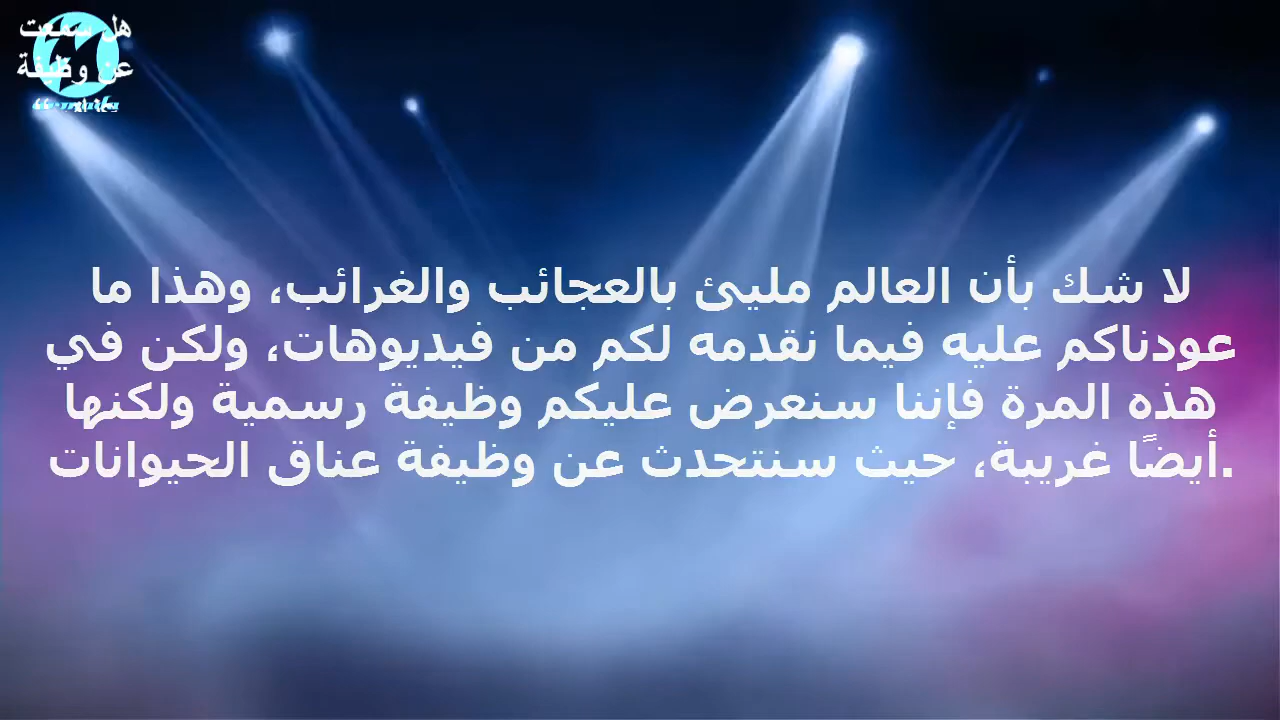 هل سمعت
عن وظيفة
لا شك بأن العالم مليئ بالعجائب والغرائب، وهذا ما
عودناكم عليه فيما نقدمه لكم من فيديوهات، ولكن في
هذه المرة فإننا سنعرض عليكم وظيفة رسمية ولكنها
أيضًا غريبة، حيث سنتحدث عن وظيفة عناق الحيوانات.